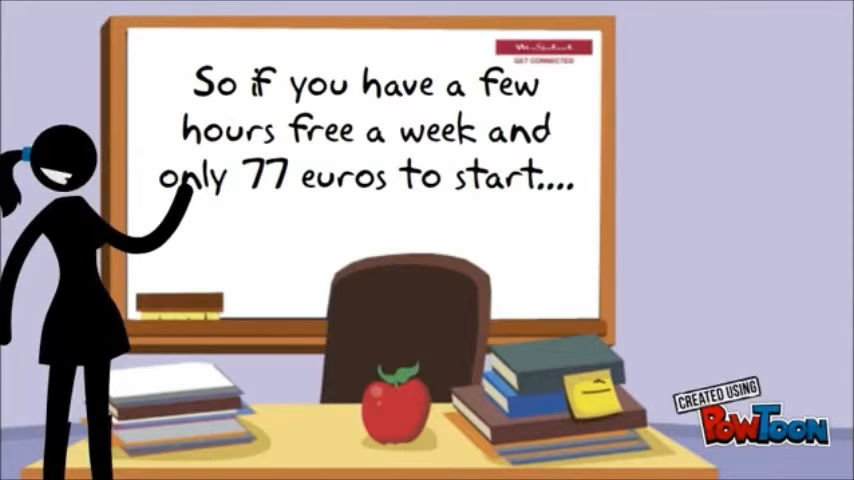 GET CONNECTED
So if you have a few
hours free a week and
only 77 euros to start....
CREATED USING
POWTOON